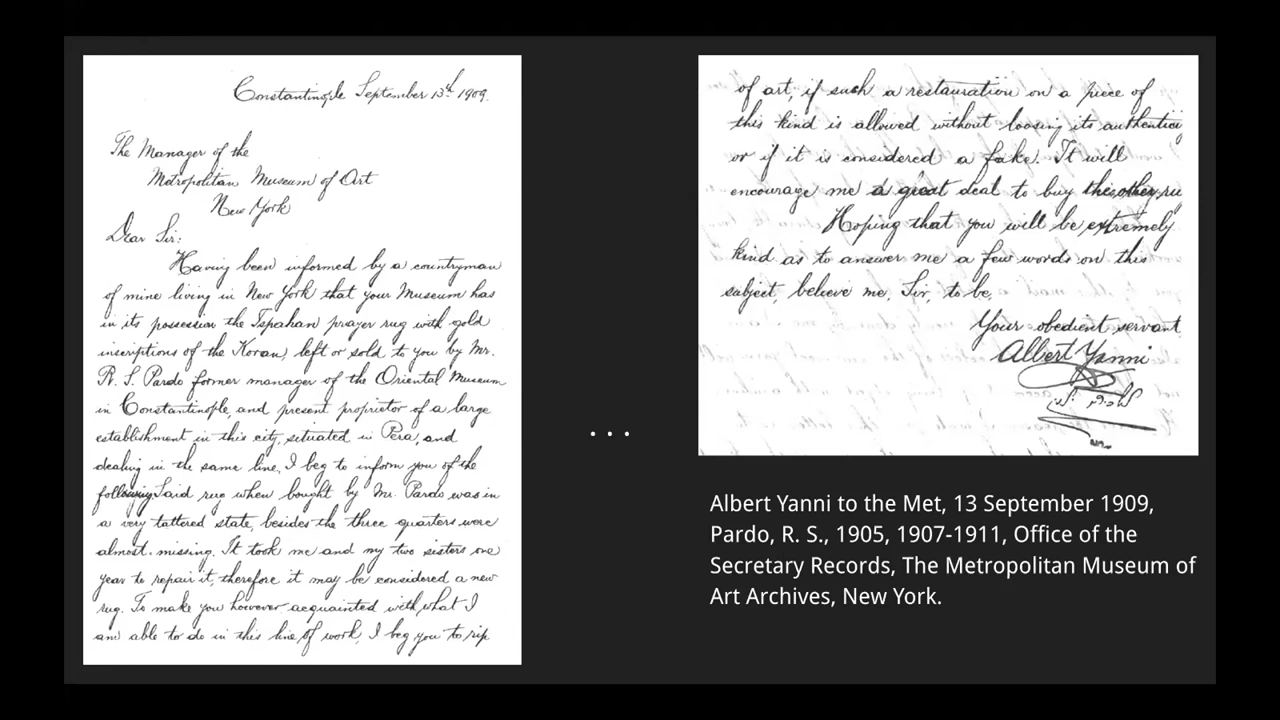 Constantinople September 13th 1909.
The Manager of the
Metropolitan Museum of Art
New York
Dear Sir:
Having been informed by a countryman
of mine living in New York that your Museum has
in its possession the Ispahan prayer rug with gold
inscriptions of the Koran, left or sold to you by Mr.
R. S. Pardo former manager of the Oriental Museum
in Constantinople, and present proprietor of a large
establishment in this city, situated in Pera, and
dealing in the same line, I beg to inform you of the
following. Said rug when bought by Mr. Pardo was in
a very tattered state, besides the three quarters were
almost missing. It took me and my two sisters one
year to repair it, therefore it may be considered a new
rug. To make you however acquainted with what I
am able to do in this line of work, I beg you to rip
...
of art, if such a restauration on a piece of
this kind is allowed without loosing its authentici
or if it is considered a fake. It will
encourage me a great deal to buy the other ru
Hoping that you will be extremely
kind as to answer me a few words on this
subject, believe me, Sir, to be,
Your obedient servant
Albert Yanni
Albert Yanni to the Met, 13 September 1909,
Pardo, R. S., 1905, 1907-1911, Office of the
Secretary Records, The Metropolitan Museum of
Art Archives, New York.